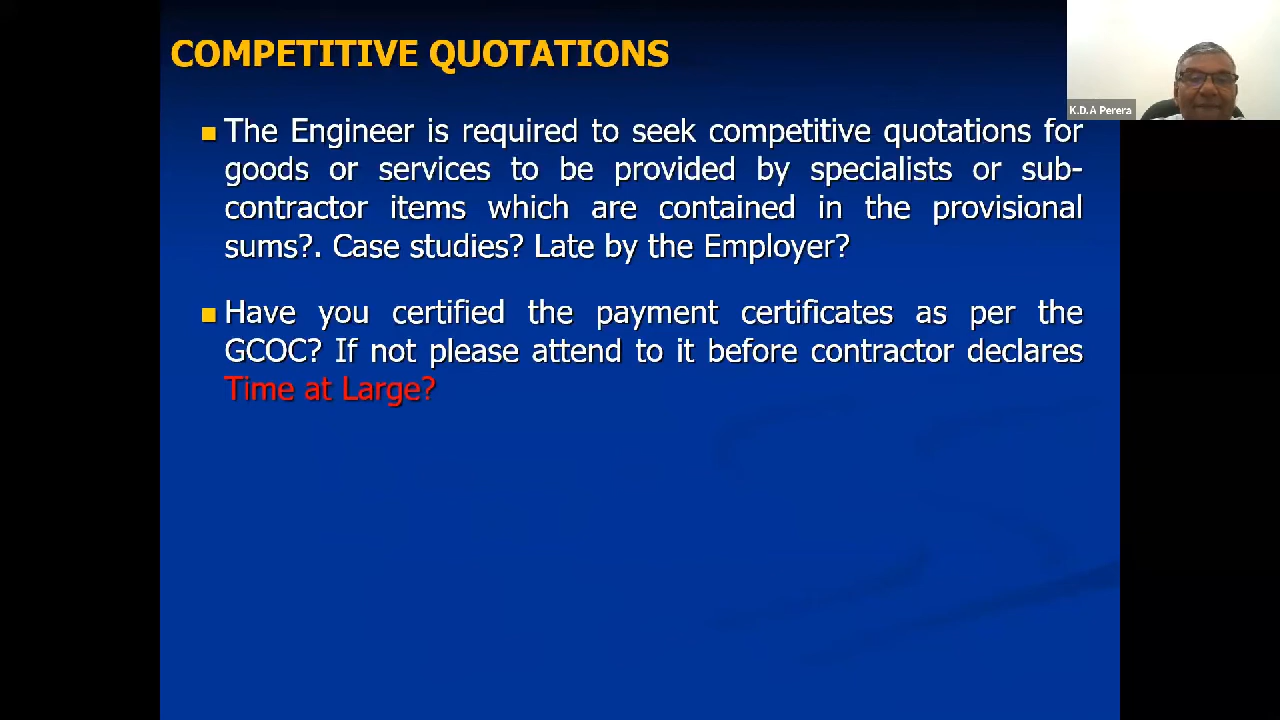 COMPETITIVE QUOTATIONS
K.D.A Perera
The Engineer is required to seek competitive quotations for
goods or services to be provided by specialists or sub-
contractor items which are contained in the provisional
sums?. Case studies? Late by the Employer?
Have you certified the payment certificates as per the
GCOC? If not please attend to it before contractor declares
Time at Large?